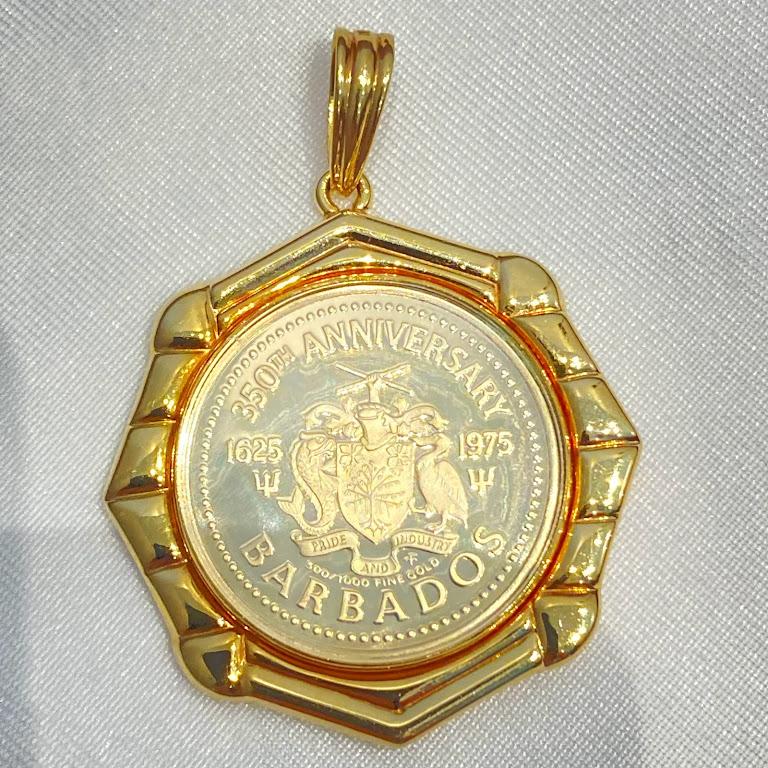 350TH ANNIVERSARY
1625 1975
PRIDE AND INDUSTRY
500/1000 FINE GOLD
BARBADOS